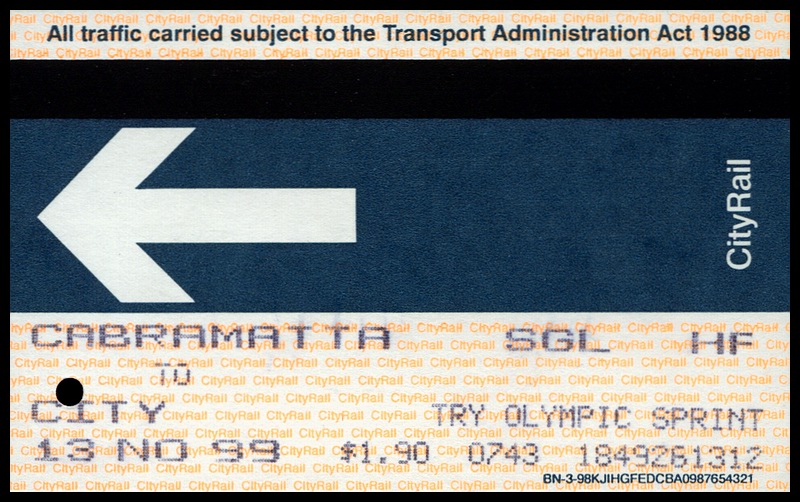 All traffic carried subject to the Transport Administration Act 1988
CityRail
CABRAMATTA SGL HF
TO
CITY TRY OLYMPIC SPRINT
13 NO 99 $1.90 0743 1849261312
BN-3-98KJIHGFEDCBA0987654321